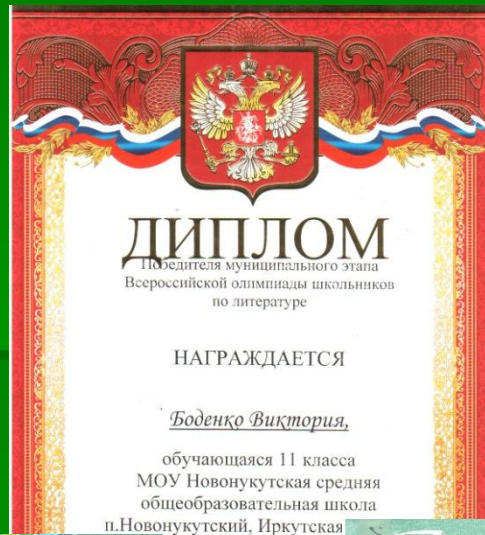 ДИПЛОМ
Победителя муниципального этапа
Всероссийской олимпиады школьников
по литературе
НАГРАЖДАЕТСЯ
Боденко Виктория,
обучающаяся 11 класса
МОУ Новонукутская средняя
общеобразовательная школа
п.Новонукутский, Иркутская